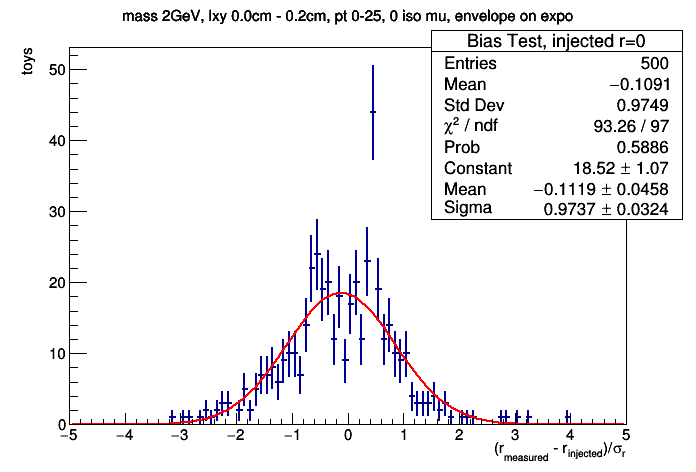 mass 2GeV, lxy 0.0cm - 0.2cm, pt 0-25, 0 iso mu, envelope on expo
Bias Test, injected r=0
Entries 500
Mean −0.1091
Std Dev 0.9749
χ² / ndf 93.26 / 97
Prob 0.5886
Constant 18.52 ± 1.07
Mean −0.1119 ± 0.0458
Sigma 0.9737 ± 0.0324
toys
50
40
30
20
10
0
−5 −4 −3 −2 −1 0 1 2 3 4 5
(r_measured - r_injected)/σ_r